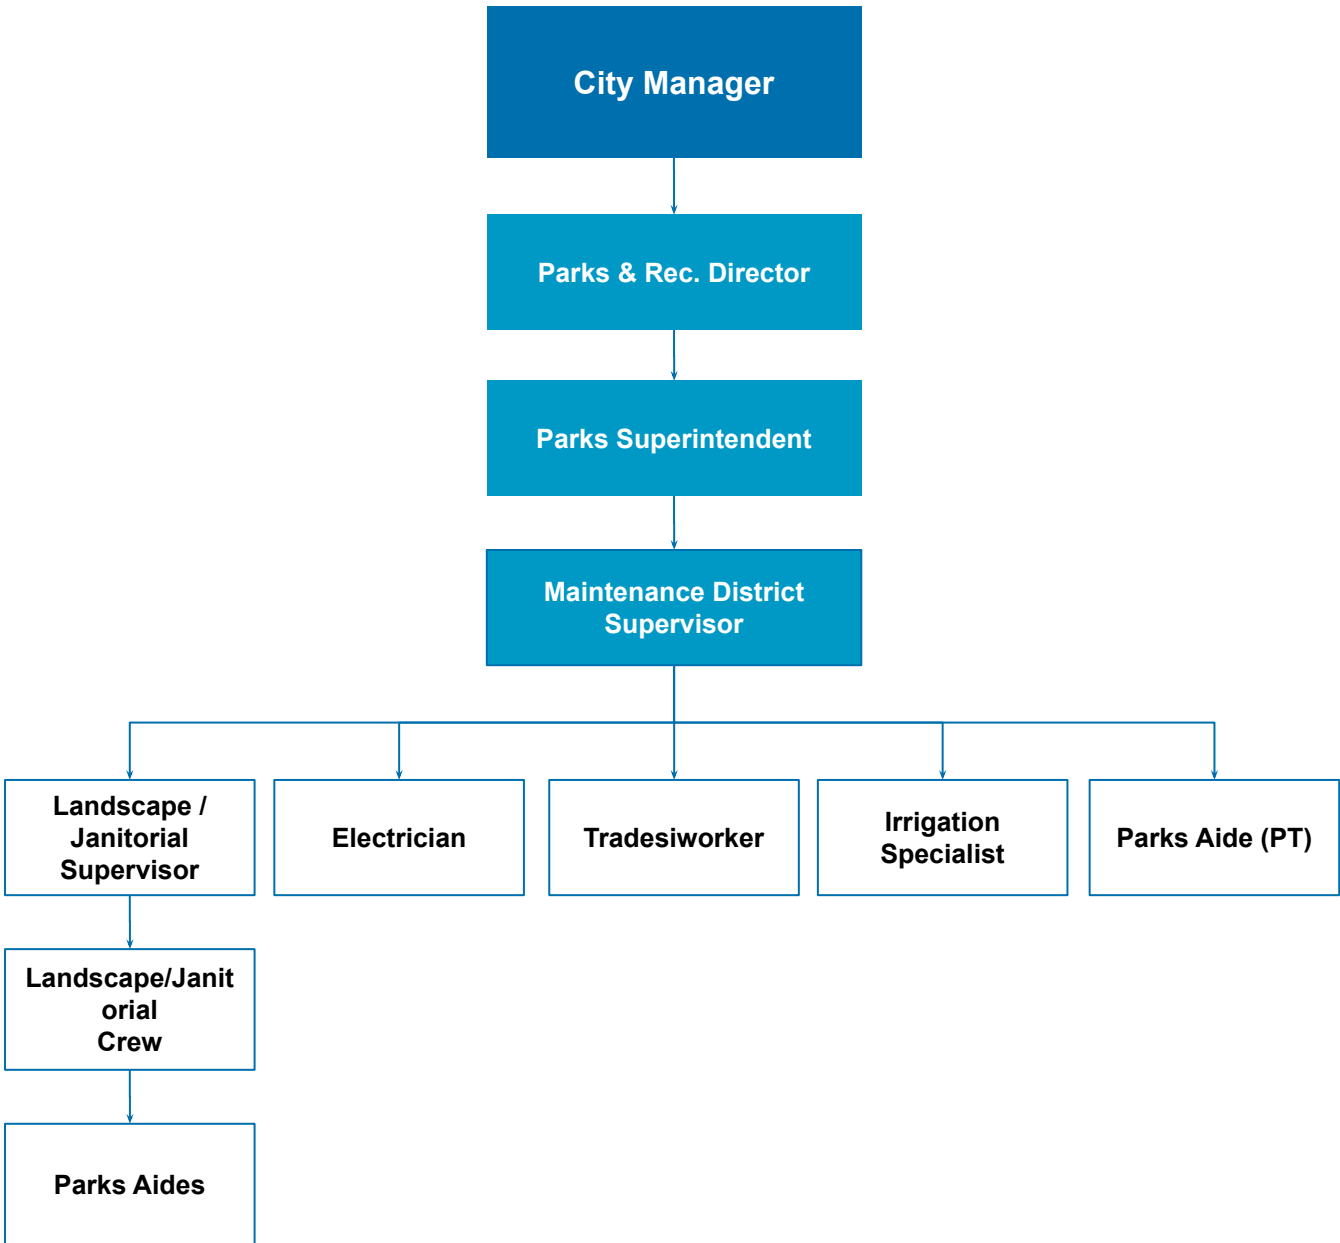 City Manager
Parks & Rec. Director
Parks Superintendent
Maintenance District
Supervisor
Landscape /
Janitorial
Supervisor
Electrician
Tradesiworker
Irrigation
Specialist
Parks Aide (PT)
Landscape/Janit
orial
Crew
Parks Aides